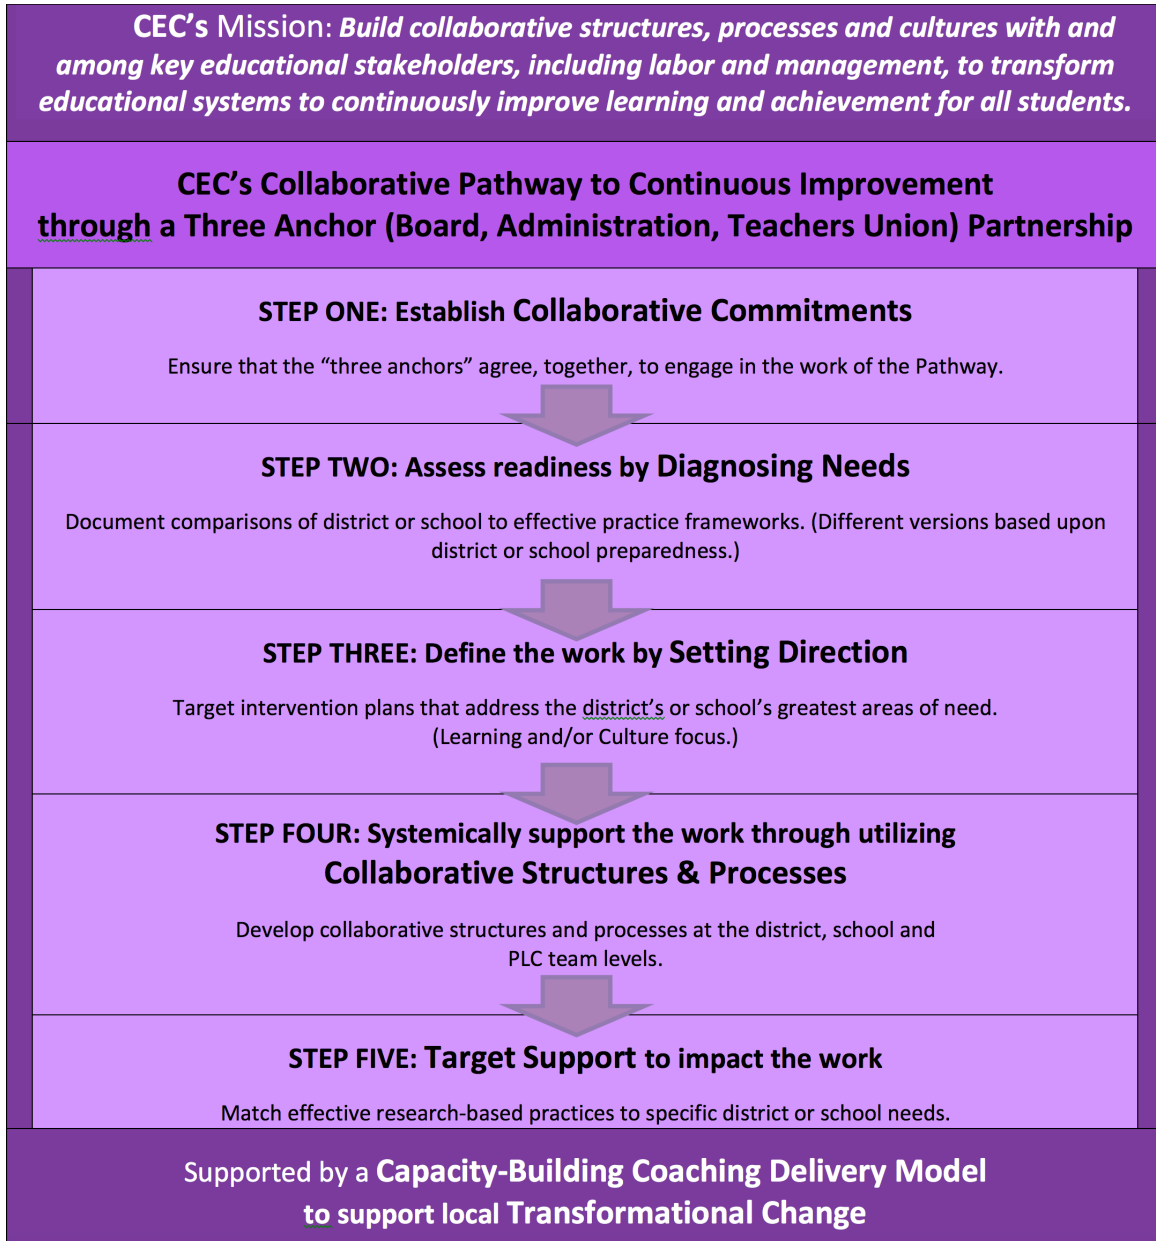 CEC’s Mission: Build collaborative structures, processes and cultures with and
among key educational stakeholders, including labor and management, to transform
educational systems to continuously improve learning and achievement for all students.
CEC’s Collaborative Pathway to Continuous Improvement
through a Three Anchor (Board, Administration, Teachers Union) Partnership
STEP ONE: Establish Collaborative Commitments
Ensure that the “three anchors” agree, together, to engage in the work of the Pathway.
STEP TWO: Assess readiness by Diagnosing Needs
Document comparisons of district or school to effective practice frameworks. (Different versions based upon
district or school preparedness.)
STEP THREE: Define the work by Setting Direction
Target intervention plans that address the district’s or school’s greatest areas of need.
(Learning and/or Culture focus.)
STEP FOUR: Systemically support the work through utilizing
Collaborative Structures & Processes
Develop collaborative structures and processes at the district, school and
PLC team levels.
STEP FIVE: Target Support to impact the work
Match effective research-based practices to specific district or school needs.
Supported by a Capacity-Building Coaching Delivery Model
to support local Transformational Change